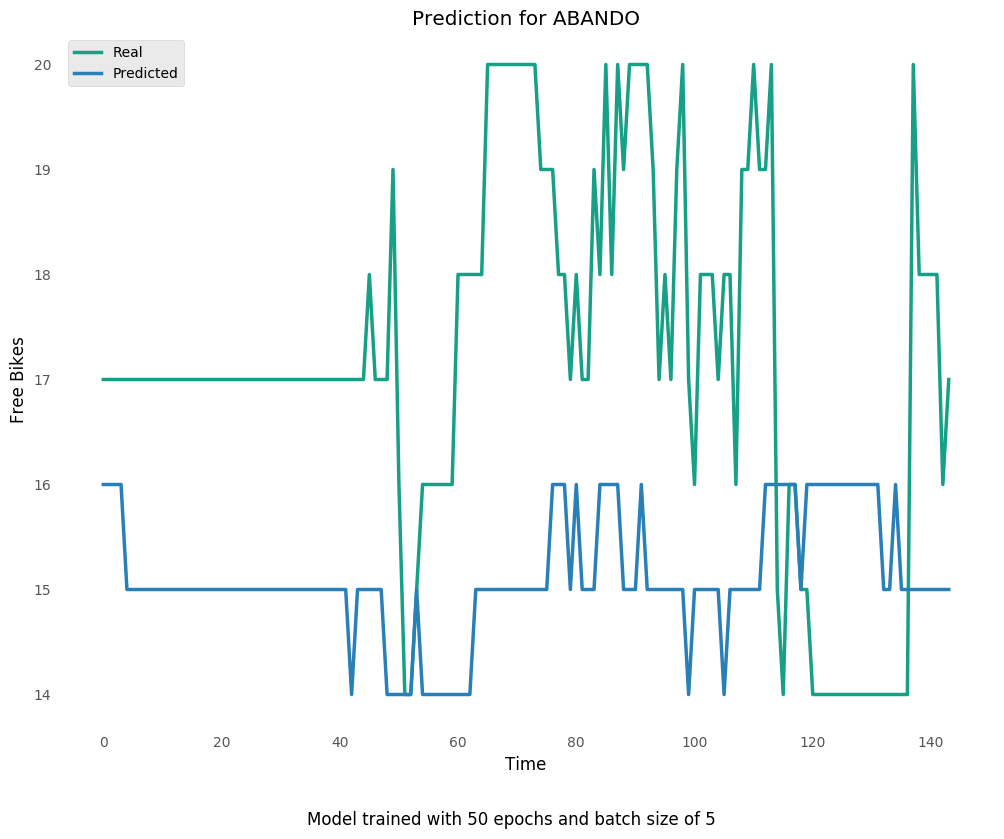 Prediction for ABANDO
Real
Predicted
20
19
18
17
16
15
14
Free Bikes
0 20 40 60 80 100 120 140
Time
Model trained with 50 epochs and batch size of 5